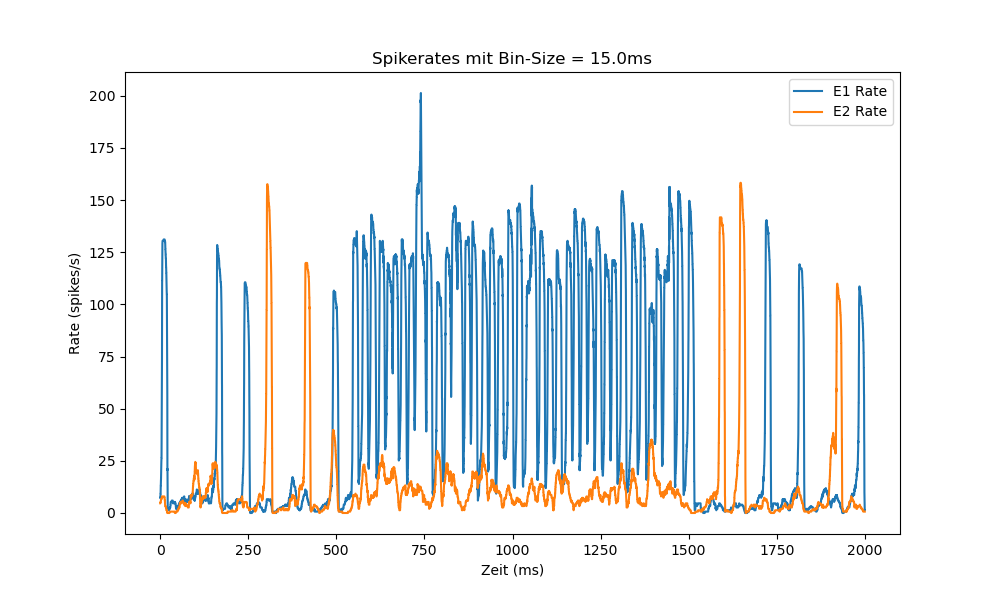 Spikerates mit Bin-Size = 15.0ms
E1 Rate
E2 Rate
200
175
150
125
100
75
50
25
0
Rate (spikes/s)
0 250 500 750 1000 1250 1500 1750 2000
Zeit (ms)